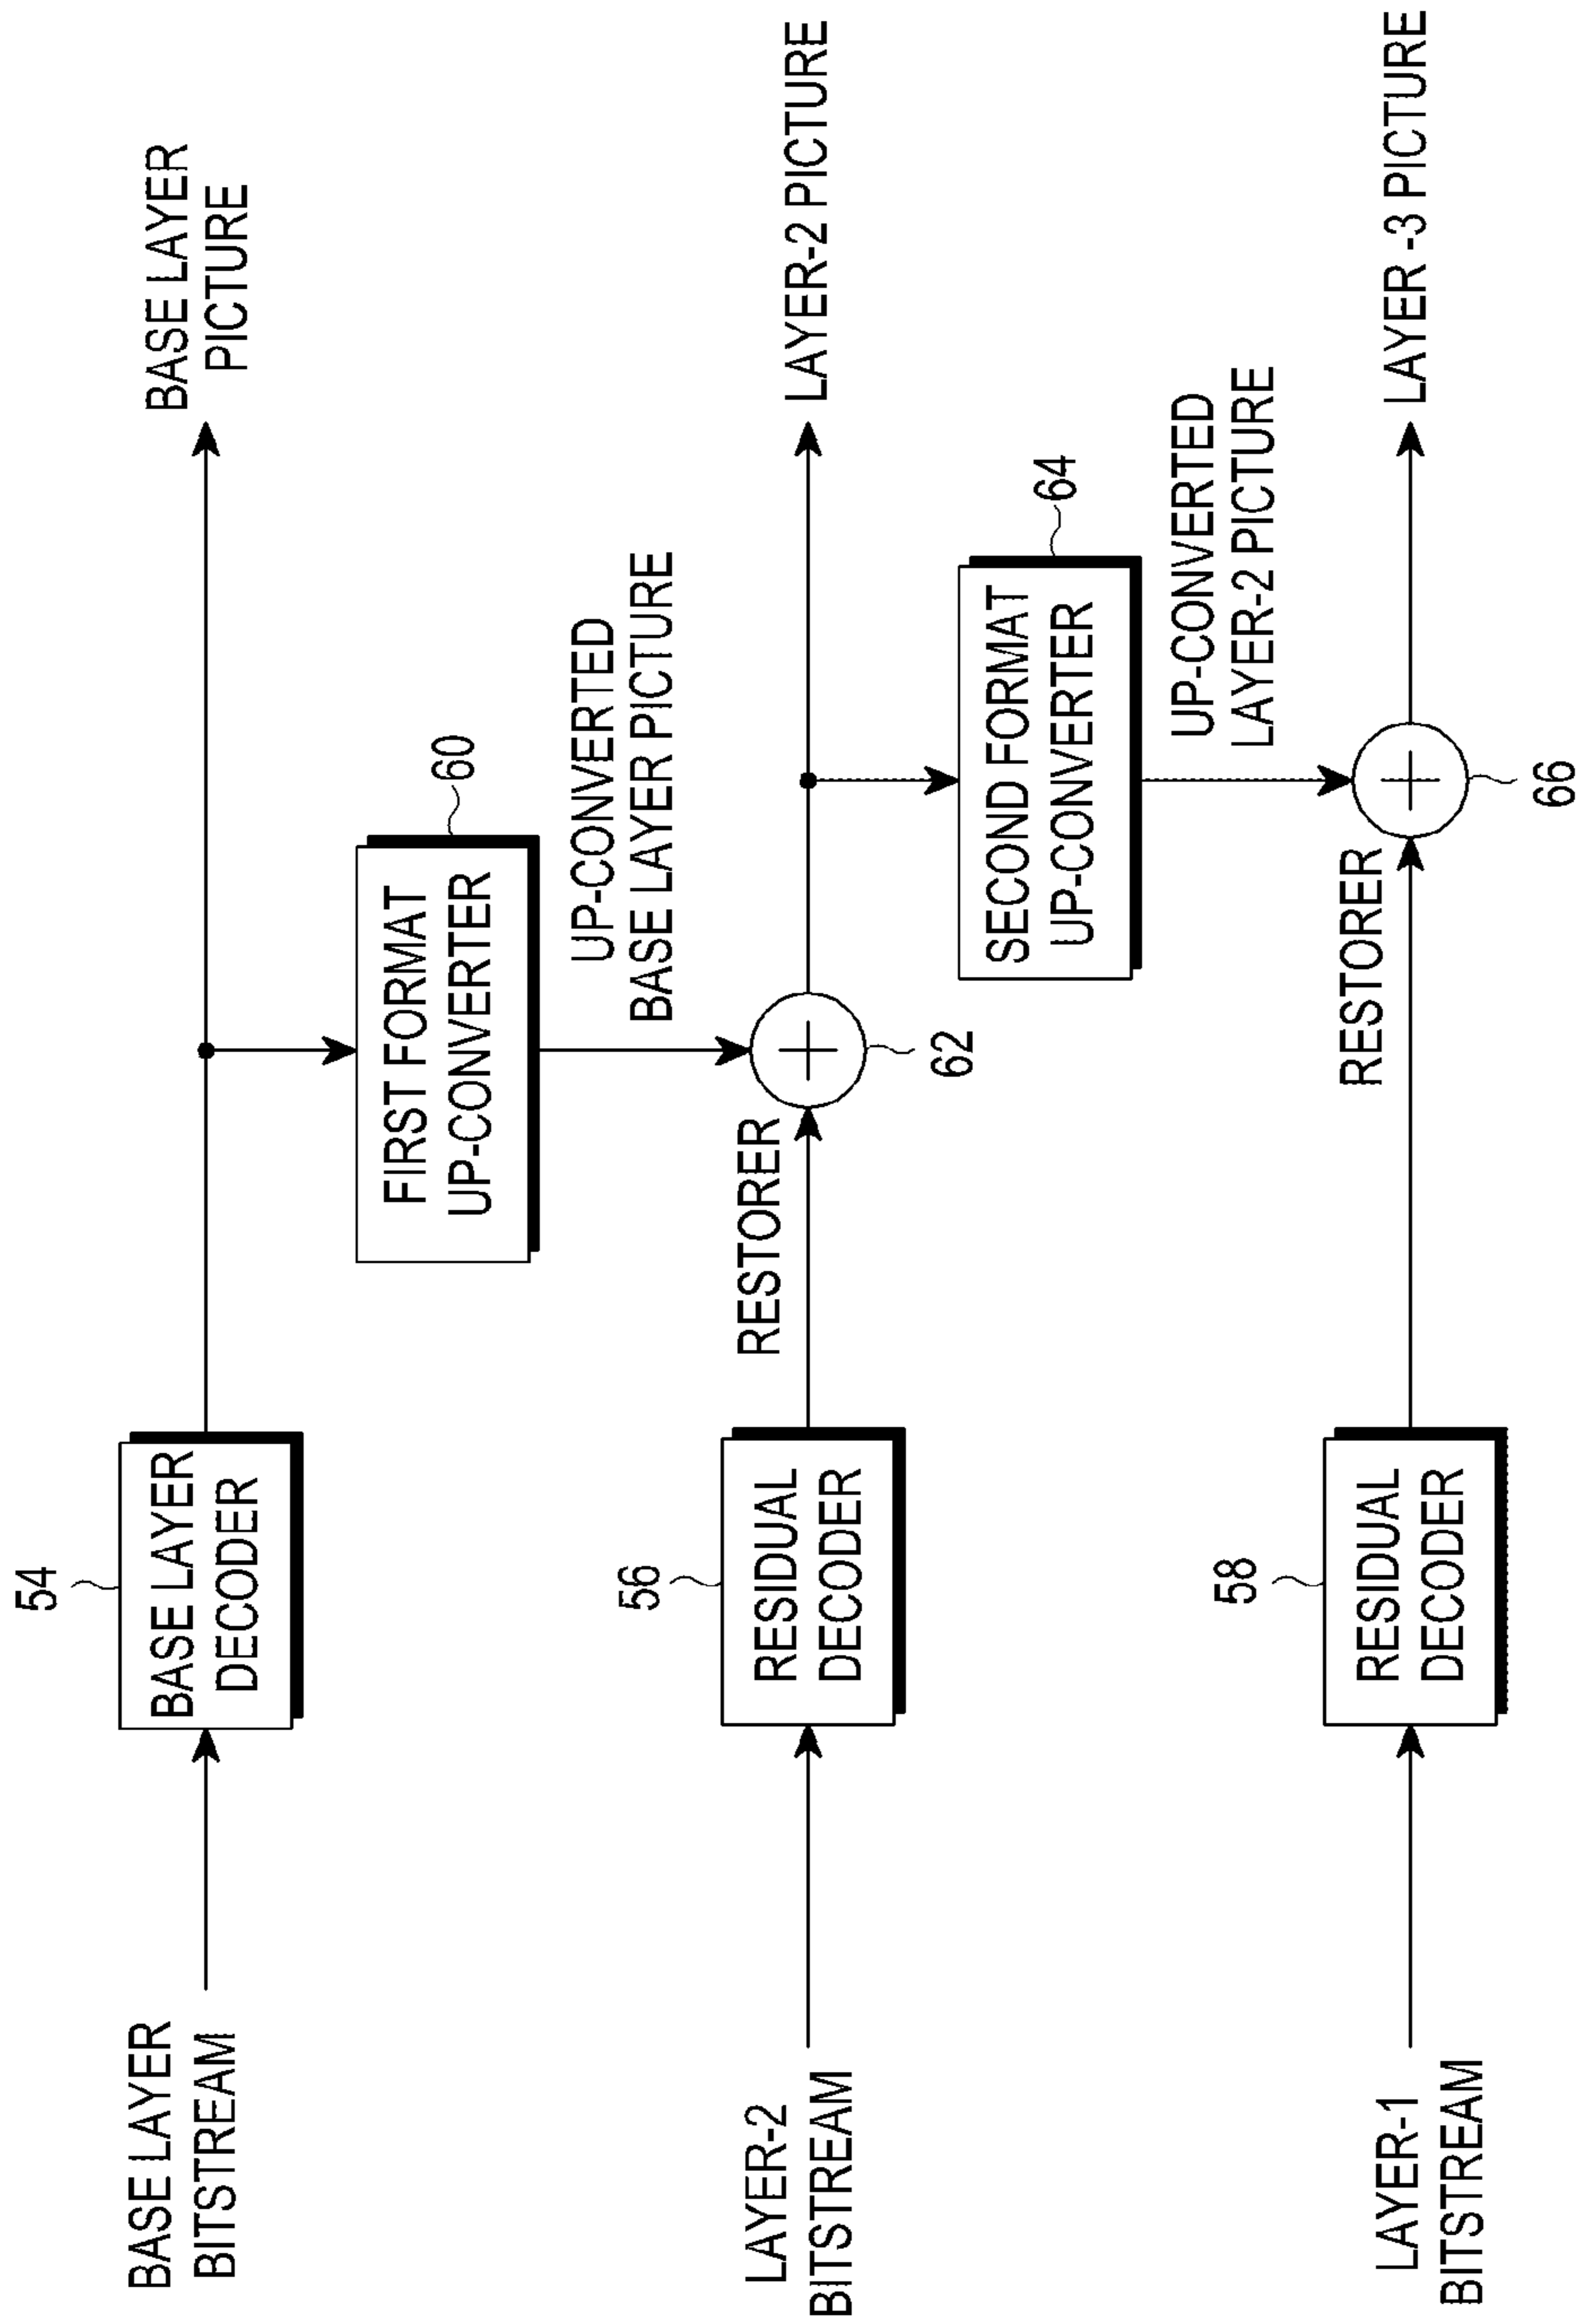 54
BASE LAYER
BITSTREAM
BASE LAYER
DECODER
BASE LAYER
PICTURE
60
FIRST FORMAT
UP-CONVERTER
UP-CONVERTED
BASE LAYER PICTURE
56
LAYER-2
BITSTREAM
RESIDUAL
DECODER
RESTORER
62
LAYER-2 PICTURE
64
SECOND FORMAT
UP-CONVERTER
UP-CONVERTED
LAYER-2 PICTURE
58
LAYER-1
BITSTREAM
RESIDUAL
DECODER
RESTORER
66
LAYER -3 PICTURE